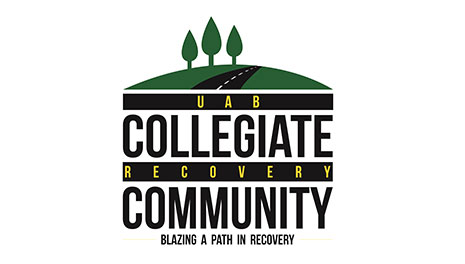 UAB
COLLEGIATE
RECOVERY
COMMUNITY
BLAZING A PATH IN RECOVERY